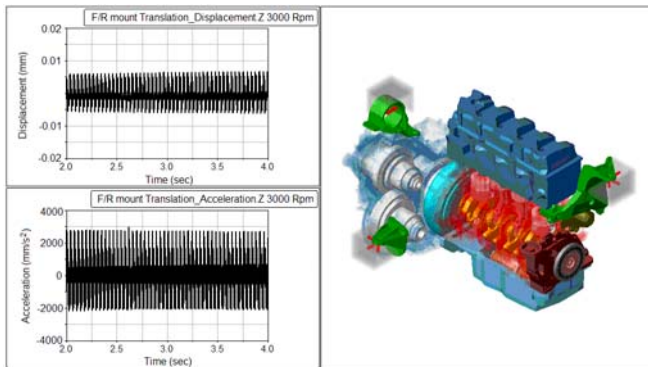 F/R mount Translation_Displacement.Z 3000 Rpm
0.02
0.01
-0.01
-0.02
Displacement (mm)
2.0 2.5 3.0 3.5 4.0
Time (sec)
F/R mount Translation_Acceleration.Z 3000 Rpm
4000
2000
0
-2000
-4000
Acceleration (mm/s²)
2.0 2.5 3.0 3.5 4.0
Time (sec)